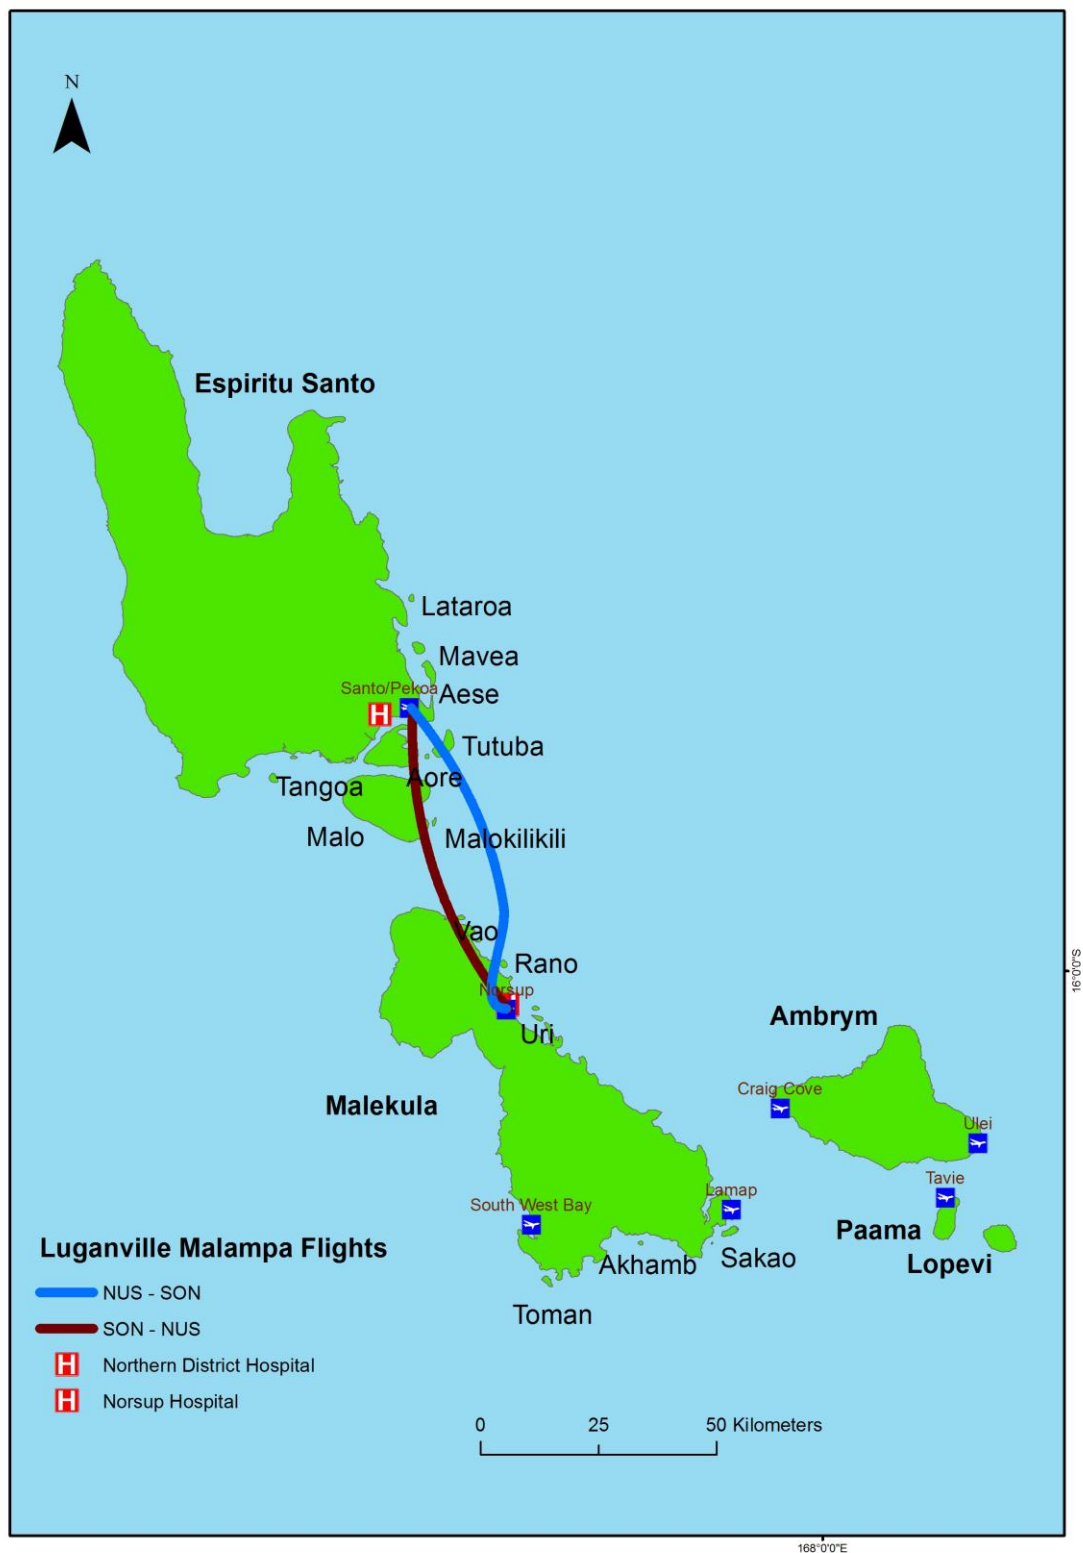 N
Espiritu Santo
Lataroa
Mavea
Santo/Pekoa
Aese
H
Tutuba
Aore
Tangoa
Malo
Malokilikili
Vao
Rano
16°0'0"S
Norsup
Uri
Ambrym
Craig Cove
Malekula
Ulei
Tavie
Lamap
South West Bay
Paama
Luganville Malampa Flights
Sakao
Akhamb
Lopevi
NUS - SON
Toman
SON - NUS
H Northern District Hospital
H Norsup Hospital
0 25 50 Kilometers
168°0'0"E